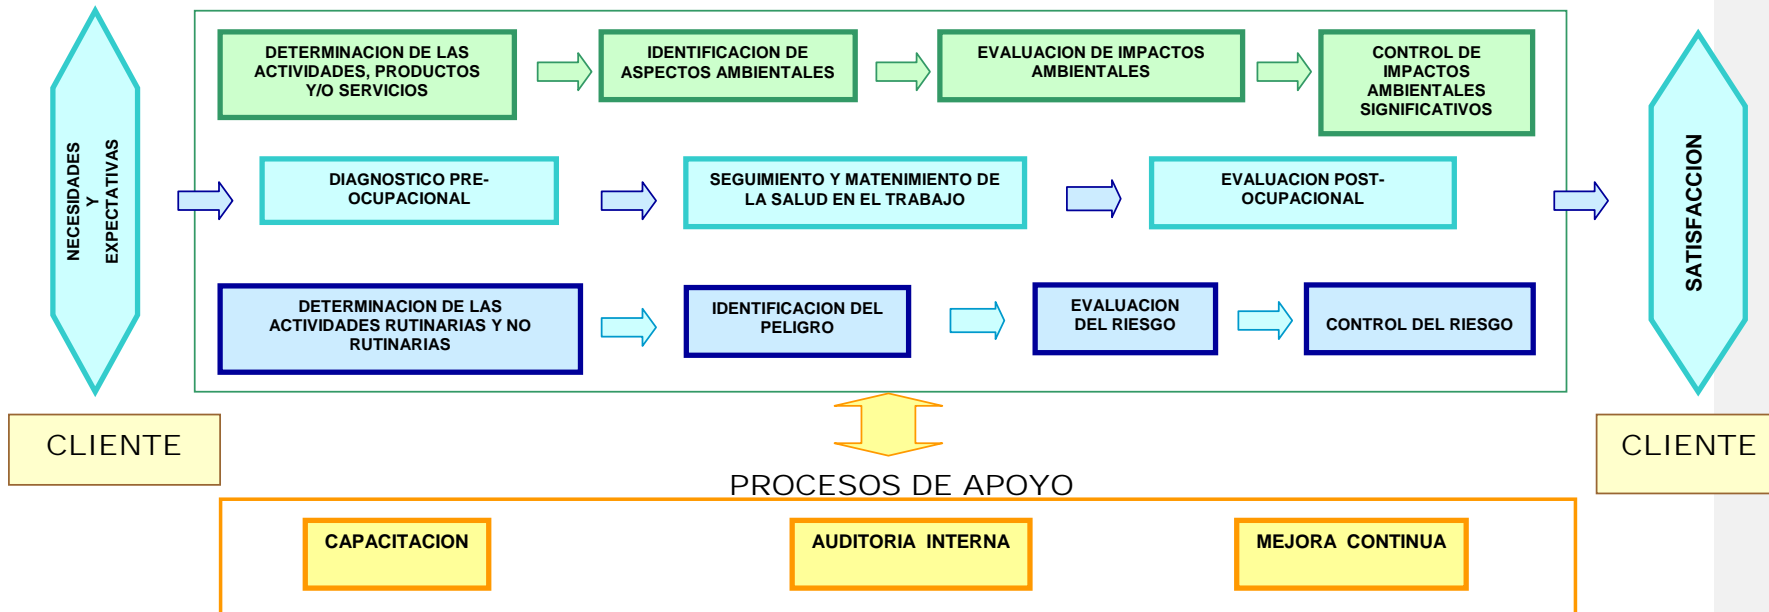 DETERMINACION DE LAS
ACTIVIDADES, PRODUCTOS
Y/O SERVICIOS
IDENTIFICACION DE
ASPECTOS AMBIENTALES
EVALUACION DE IMPACTOS
AMBIENTALES
CONTROL DE
IMPACTOS
AMBIENTALES
SIGNIFICATIVOS
NECESIDADES
Y
EXPECTATIVAS
DIAGNOSTICO PRE-
OCUPACIONAL
SEGUIMIENTO Y MATENIMIENTO DE
LA SALUD EN EL TRABAJO
EVALUACION POST-
OCUPACIONAL
SATISFACCION
DETERMINACION DE LAS
ACTIVIDADES RUTINARIAS Y NO
RUTINARIAS
IDENTIFICACION DEL
PELIGRO
EVALUACION
DEL RIESGO
CONTROL DEL RIESGO
CLIENTE
CLIENTE
PROCESOS DE APOYO
CAPACITACION
AUDITORIA INTERNA
MEJORA CONTINUA